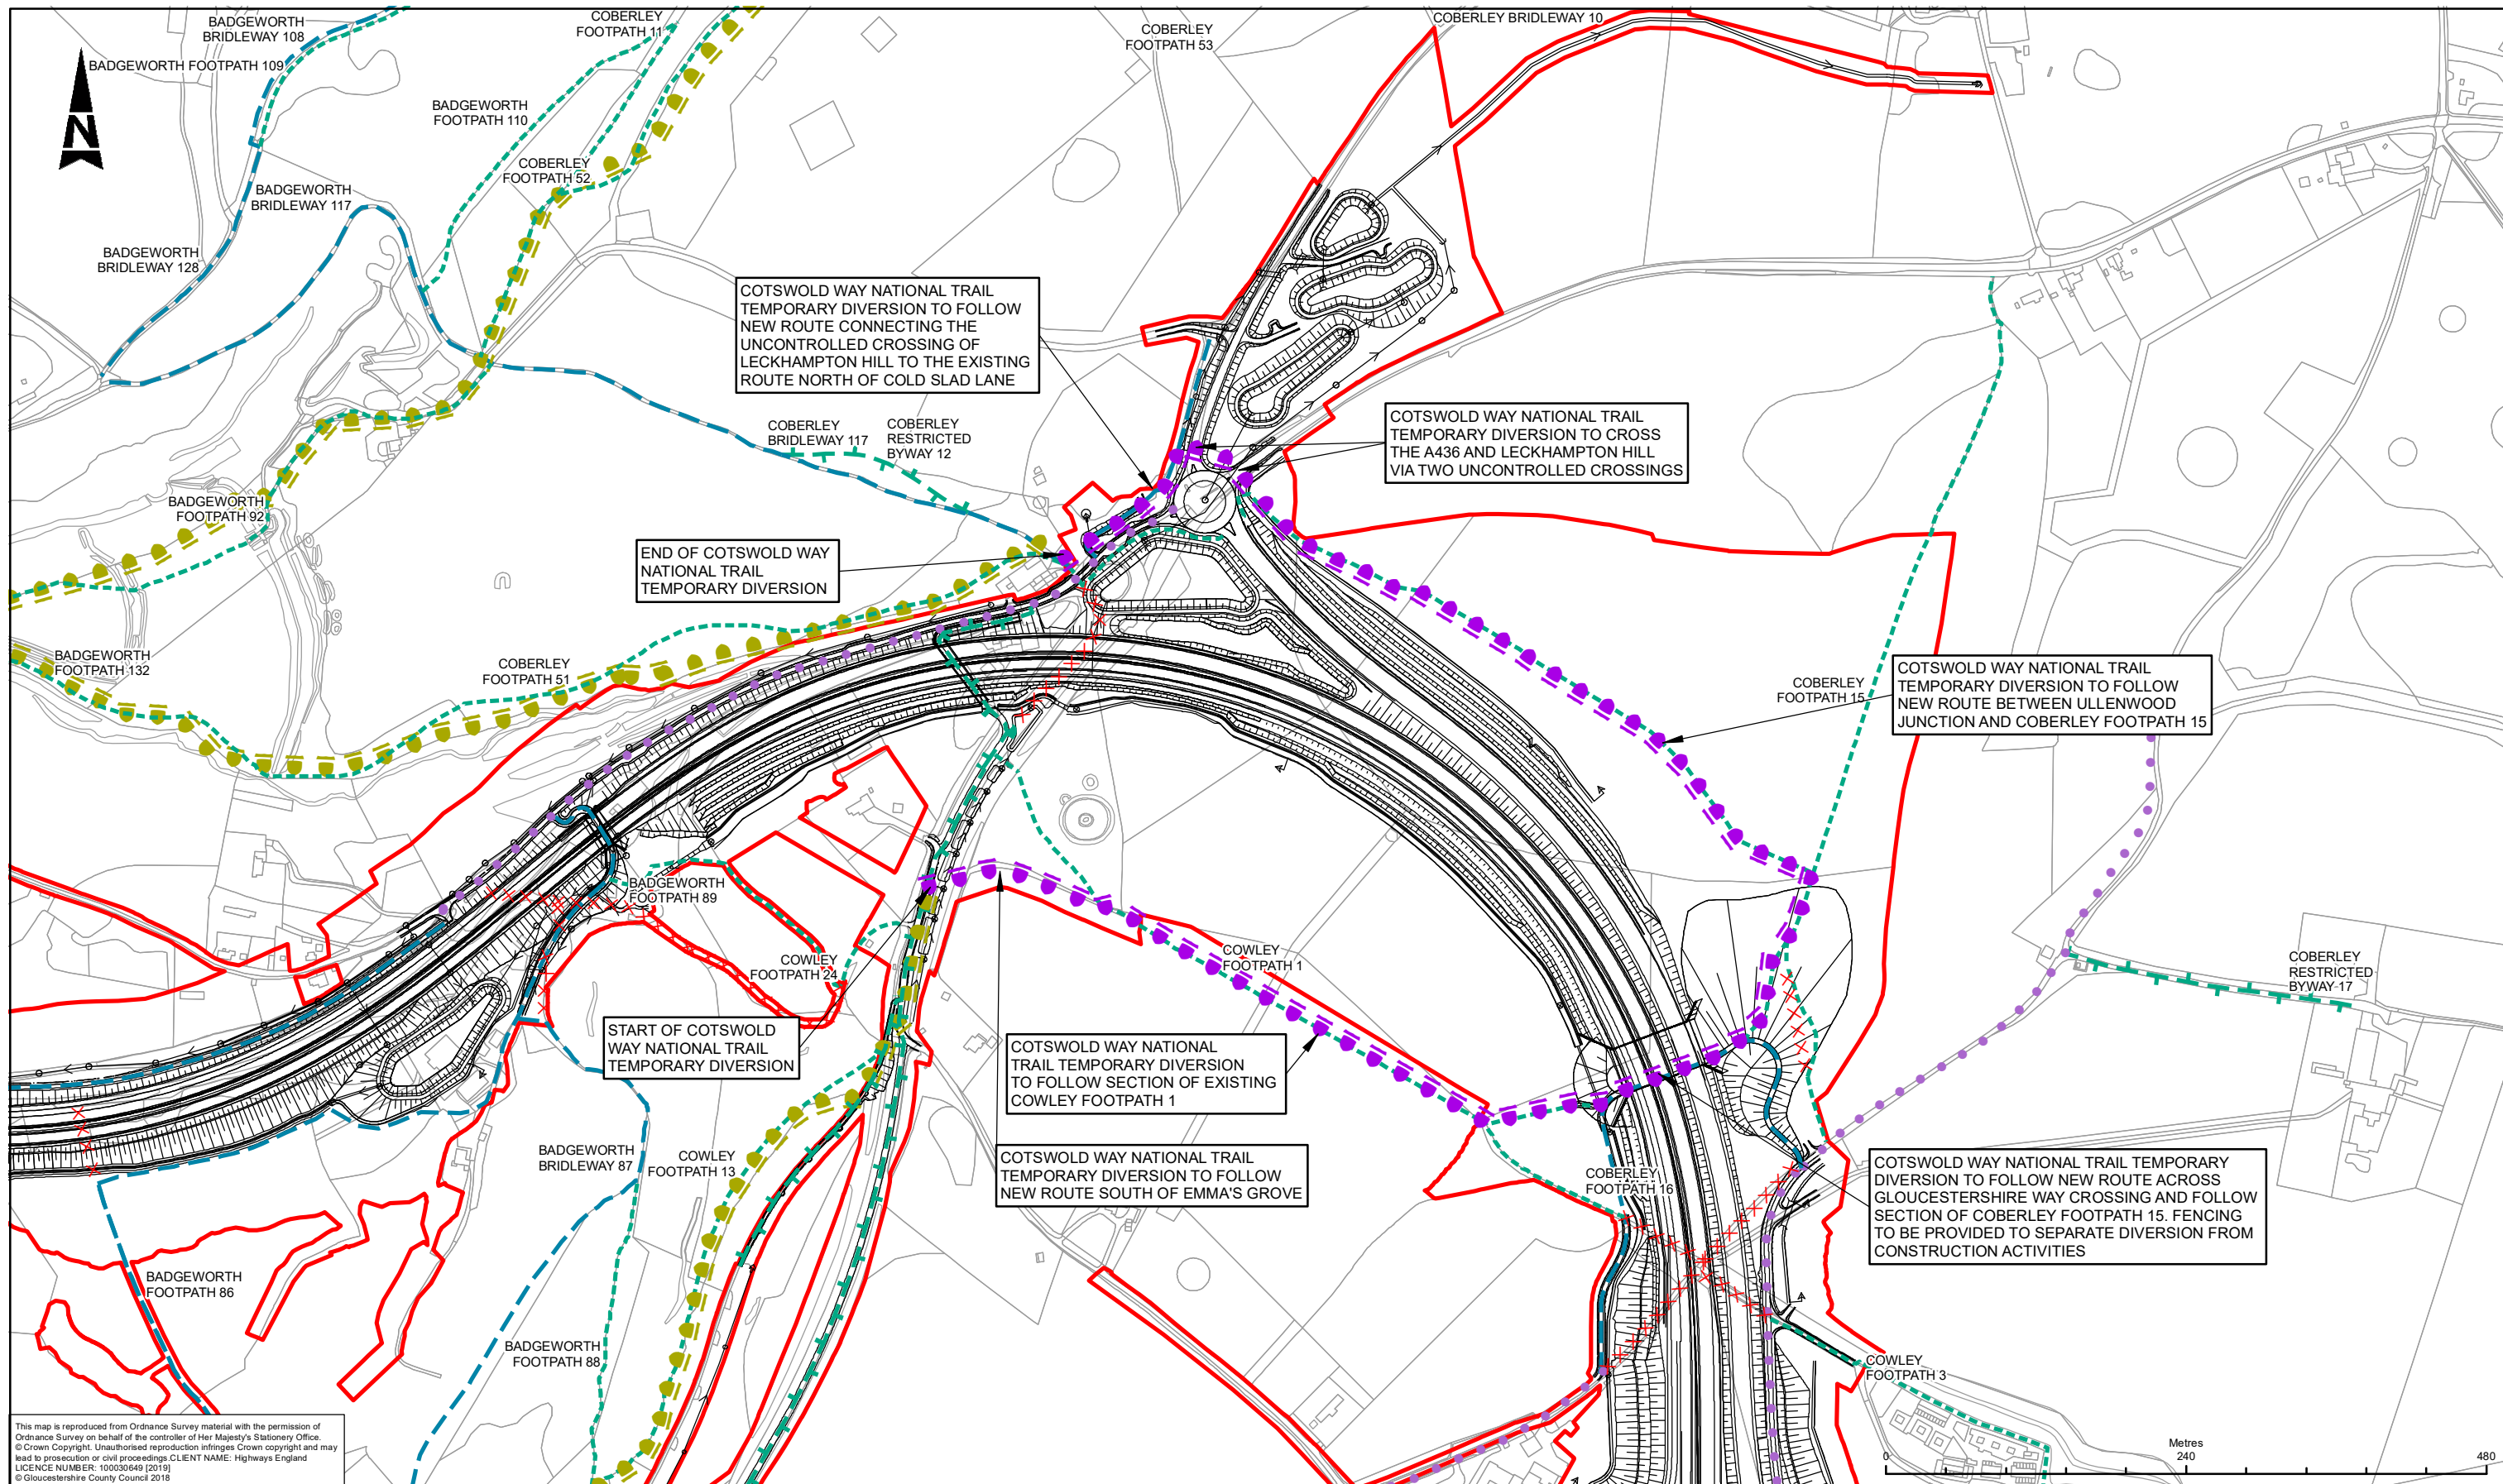 BADGEWORTH
BRIDLEWAY 108
COBERLEY
FOOTPATH 11
COBERLEY
FOOTPATH 53
COBERLEY BRIDLEWAY 10
BADGEWORTH FOOTPATH 109
N
BADGEWORTH
FOOTPATH 110
COBERLEY
FOOTPATH 52
BADGEWORTH
BRIDLEWAY 117
BADGEWORTH
BRIDLEWAY 128
COTSWOLD WAY NATIONAL TRAIL
TEMPORARY DIVERSION TO FOLLOW
NEW ROUTE CONNECTING THE
UNCONTROLLED CROSSING OF
LECKHAMPTON HILL TO THE EXISTING
ROUTE NORTH OF COLD SLAD LANE
COTSWOLD WAY NATIONAL TRAIL
TEMPORARY DIVERSION TO CROSS
THE A436 AND LECKHAMPTON HILL
VIA TWO UNCONTROLLED CROSSINGS
COBERLEY
BRIDLEWAY 117
COBERLEY
RESTRICTED
BYWAY 12
BADGEWORTH
FOOTPATH 92
END OF COTSWOLD WAY
NATIONAL TRAIL
TEMPORARY DIVERSION
BADGEWORTH
FOOTPATH 132
COBERLEY
FOOTPATH 51
COBERLEY
FOOTPATH 15
COTSWOLD WAY NATIONAL TRAIL
TEMPORARY DIVERSION TO FOLLOW
NEW ROUTE BETWEEN ULLENWOOD
JUNCTION AND COBERLEY FOOTPATH 15
BADGEWORTH
FOOTPATH 89
COWLEY
FOOTPATH 24
COWLEY
FOOTPATH 1
COBERLEY
RESTRICTED
BYWAY 17
START OF COTSWOLD
WAY NATIONAL TRAIL
TEMPORARY DIVERSION
COTSWOLD WAY NATIONAL
TRAIL TEMPORARY DIVERSION
TO FOLLOW SECTION OF EXISTING
COWLEY FOOTPATH 1
BADGEWORTH
BRIDLEWAY 87
COWLEY
FOOTPATH 13
COTSWOLD WAY NATIONAL TRAIL
TEMPORARY DIVERSION TO FOLLOW
NEW ROUTE SOUTH OF EMMA'S GROVE
COBERLEY
FOOTPATH 16
COTSWOLD WAY NATIONAL TRAIL TEMPORARY
DIVERSION TO FOLLOW NEW ROUTE ACROSS
GLOUCESTERSHIRE WAY CROSSING AND FOLLOW
SECTION OF COBERLEY FOOTPATH 15. FENCING
TO BE PROVIDED TO SEPARATE DIVERSION FROM
CONSTRUCTION ACTIVITIES
BADGEWORTH
FOOTPATH 86
BADGEWORTH
FOOTPATH 88
COWLEY
FOOTPATH 3
This map is reproduced from Ordnance Survey material with the permission of
Ordnance Survey on behalf of the controller of Her Majesty's Stationery Office.
© Crown Copyright. Unauthorised reproduction infringes Crown copyright and may
lead to prosecution or civil proceedings.CLIENT NAME: Highways England
LICENCE NUMBER: 100030649 [2019]
© Gloucestershire County Council 2018
Metres
0 240 480